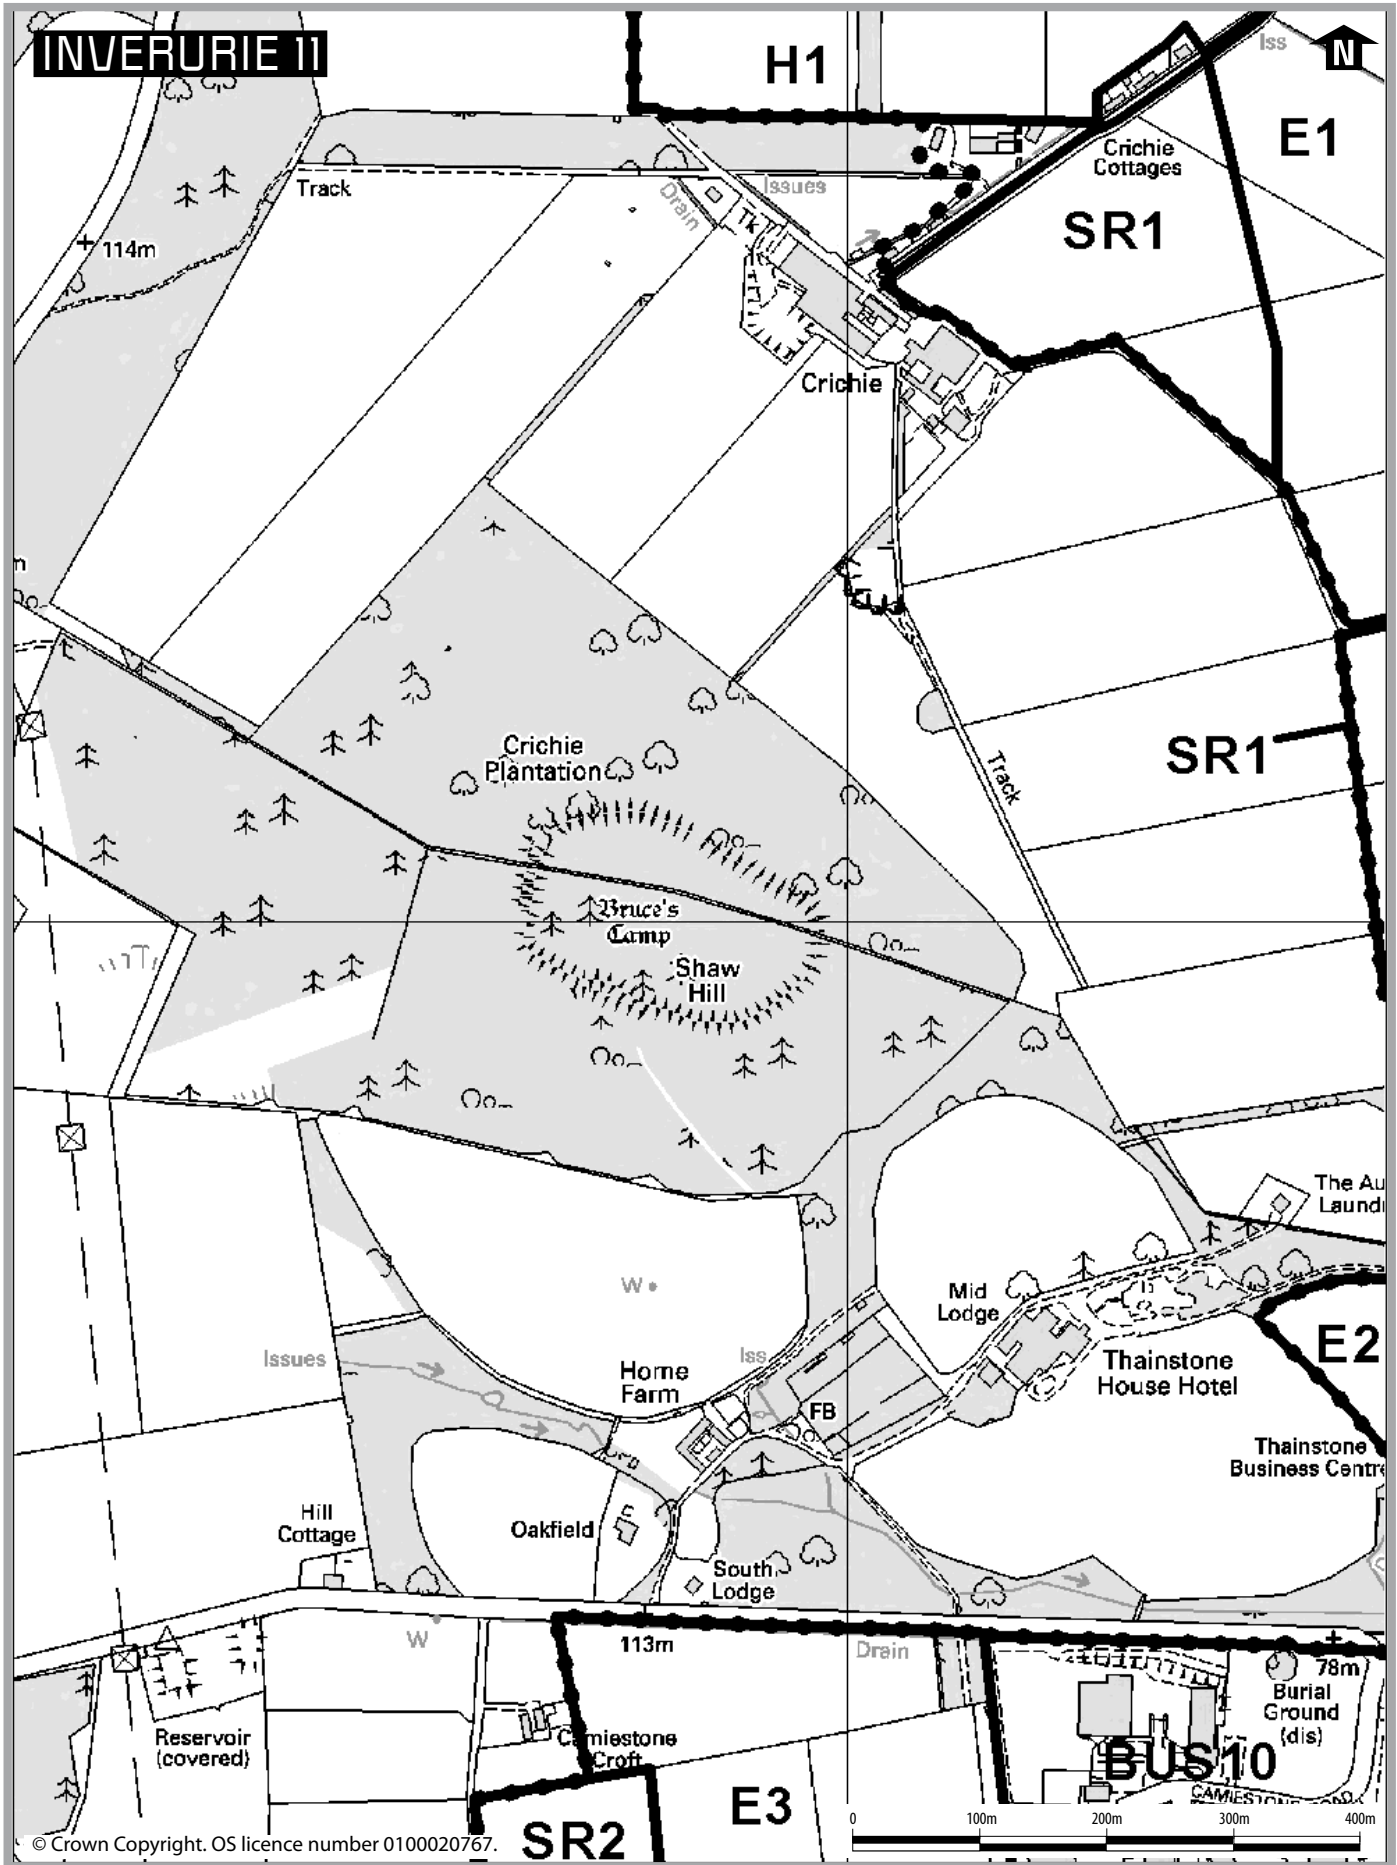 INVERURIE 11
H1
Iss
N
E1
Crichie
Cottages
Track
Issues
Drain
Tk
SR1
114m
Crichie
SR1
Crichie
Plantation
Track
Bruce's
Camp
Shaw
Hill
The Au
Laund
W
Mid
Lodge
Iss
Issues
Home
Farm
Thainstone
House Hotel
E2
FB
Thainstone
Business Centre
Hill
Cottage
Oakfield
South
Lodge
W
113m
Drain
78m
Burial
Ground
(dis)
Reservoir
(covered)
Camiestone
Croft
BUS10
E3
SR2
CAMIESTONE
0 100m 200m 300m 400m
© Crown Copyright. OS licence number 0100020767.